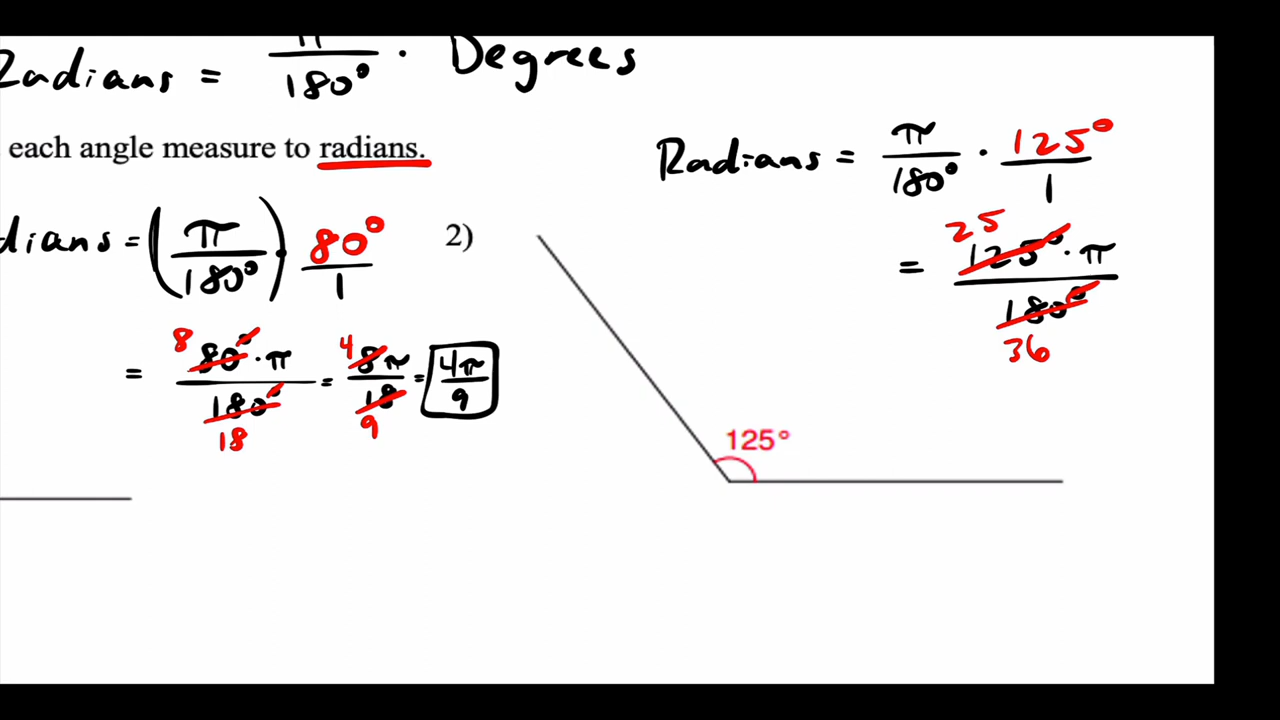 Radians = π/180° · Degrees
each angle measure to radians.
dians = (π/180°) · 80°/1
= 8 80°·π/180° 18 = 4 8π/18 9 = 4π/9
2)
125°
Radians = π/180° · 125°/1
= 25 125°·π/180° 36